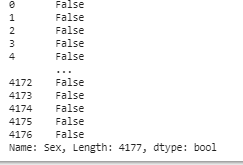 0 False
1 False
2 False
3 False
4 False
...
4172 False
4173 False
4174 False
4175 False
4176 False
Name: Sex, Length: 4177, dtype: bool